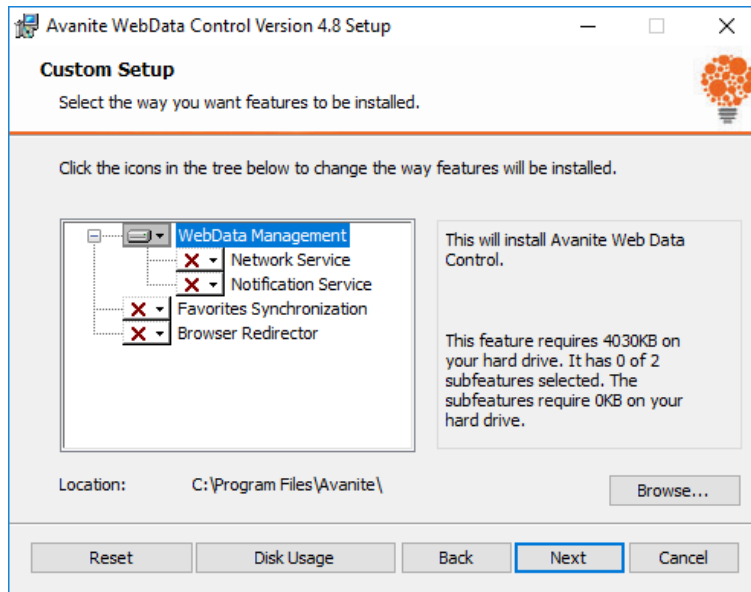 Avanite WebData Control Version 4.8 Setup
Custom Setup
Select the way you want features to be installed.
Click the icons in the tree below to change the way features will be installed.
WebData Management
Network Service
Notification Service
Favorites Synchronization
Browser Redirector
This will install Avanite Web Data
Control.
This feature requires 4030KB on
your hard drive. It has 0 of 2
subfeatures selected. The
subfeatures require 0KB on your
hard drive.
Location: C:\Program Files\Avanite\
Browse...
Reset Disk Usage Back Next Cancel